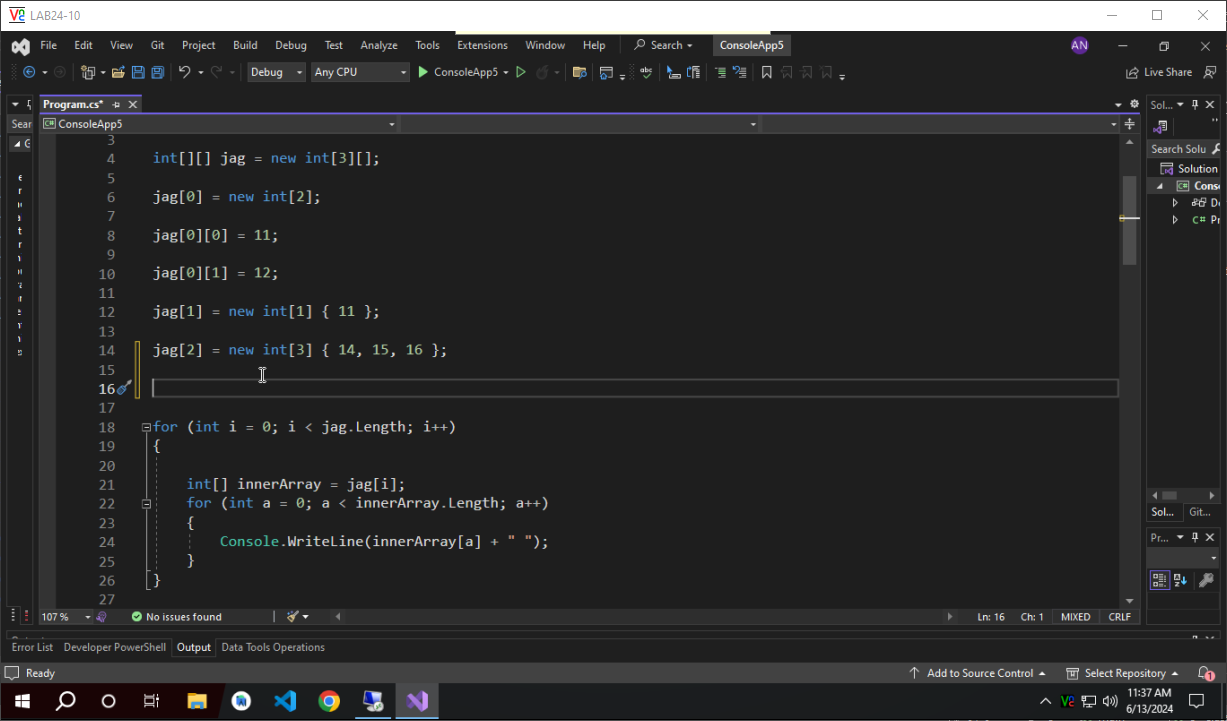 LAB24-10
File Edit View Git Project Build Debug Test Analyze Tools Extensions Window Help Search ConsoleApp5 AN
Debug Any CPU ConsoleApp5 Live Share
Program.cs* Sol...
ConsoleApp5
Search Solu
Solution
Cons
3
4 int[][] jag = new int[3][];
5
6 jag[0] = new int[2];
7
8 jag[0][0] = 11;
9
10 jag[0][1] = 12;
11
12 jag[1] = new int[1] { 11 };
13
14 jag[2] = new int[3] { 14, 15, 16 };
15
16
17
18 for (int i = 0; i < jag.Length; i++)
19 {
20
21 int[] innerArray = jag[i];
22 for (int a = 0; a < innerArray.Length; a++)
23 {
24 Console.WriteLine(innerArray[a] + " ");
25 }
26 }
27
Sol... Git...
Pr...
107 % No issues found Ln: 16 Ch: 1 MIXED CRLF
Error List Developer PowerShell Output Data Tools Operations
Ready Add to Source Control Select Repository 1
11:37 AM
6/13/2024